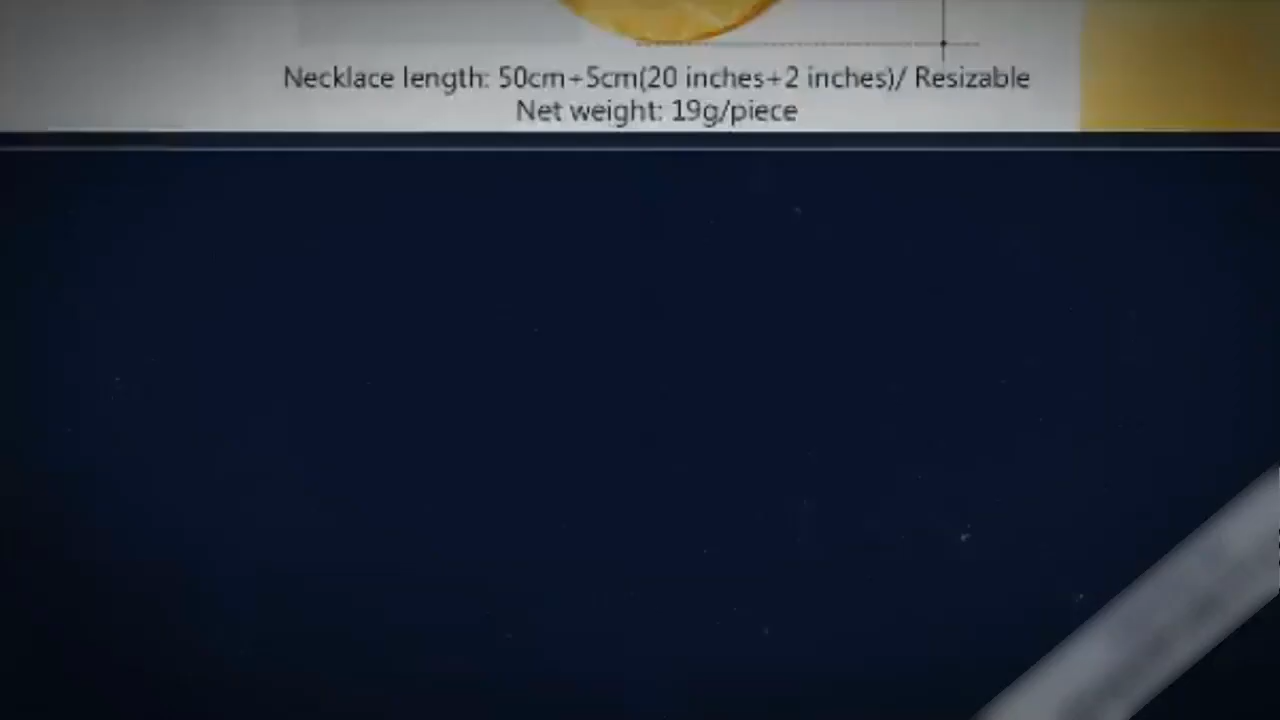 Necklace length: 50cm+5cm(20 inches+2 inches)/ Resizable
Net weight: 19g/piece